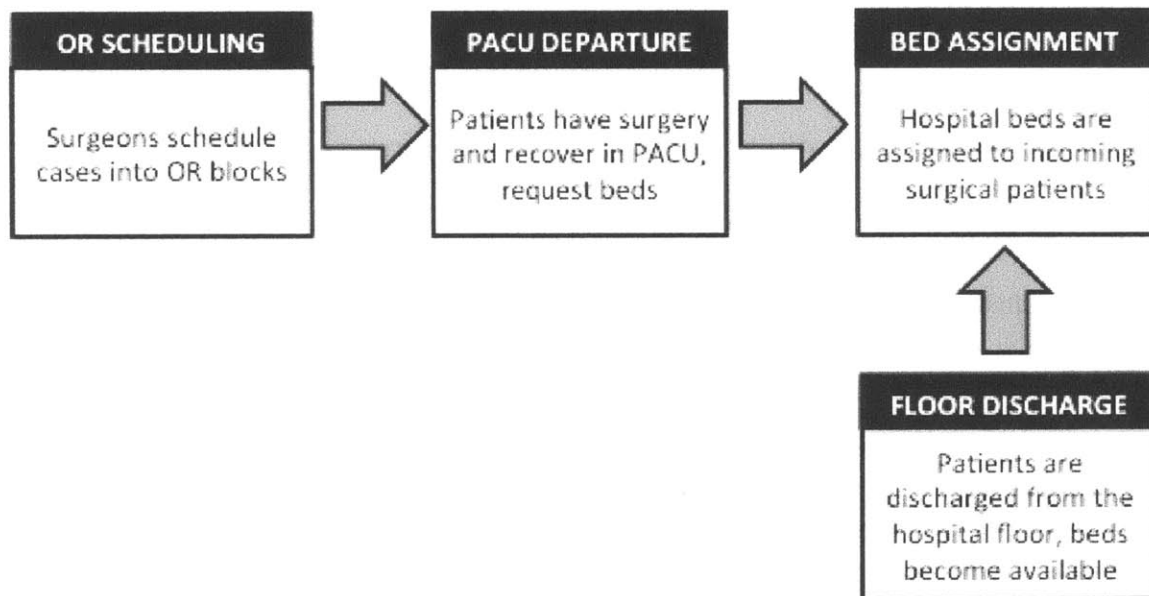 OR SCHEDULING
Surgeons schedule
cases into OR blocks
PACU DEPARTURE
Patients have surgery
and recover in PACU,
request beds
BED ASSIGNMENT
Hospital beds are
assigned to incoming
surgical patients
FLOOR DISCHARGE
Patients are
discharged from the
hospital floor, beds
become available